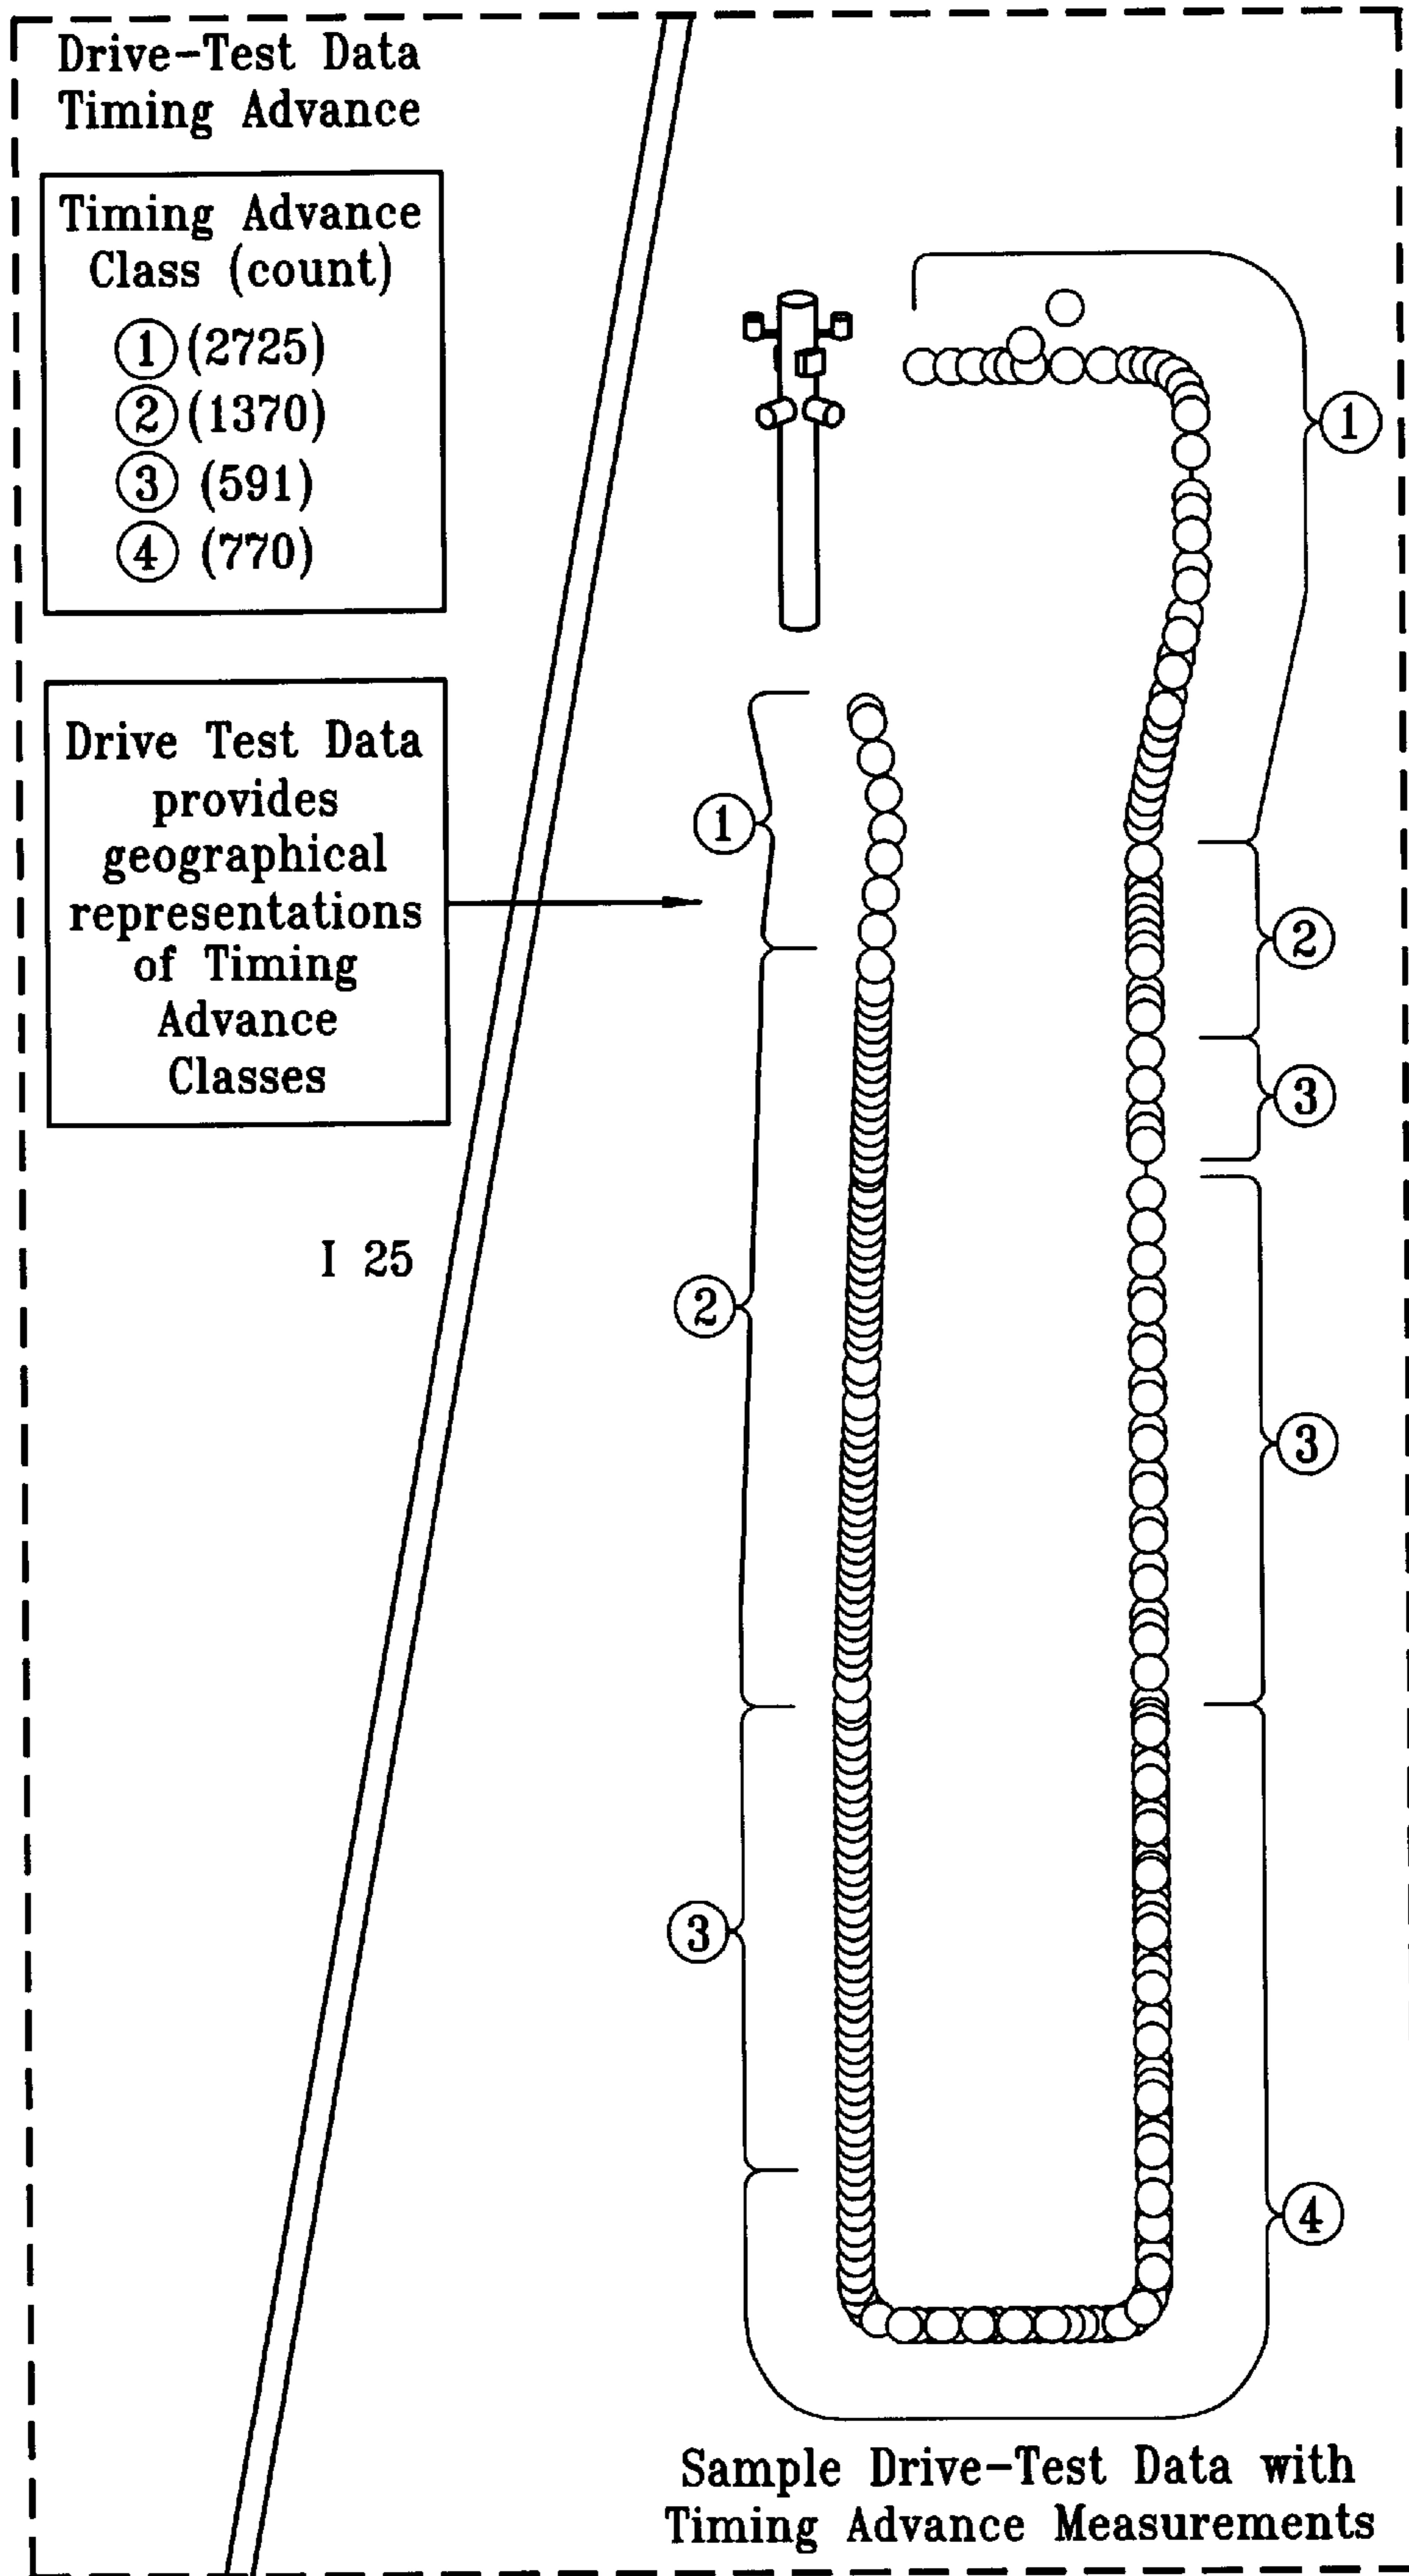 Drive-Test Data
Timing Advance
Timing Advance
Class (count)
1 (2725)
2 (1370)
3 (591)
4 (770)
Drive Test Data
provides
geographical
representations
of Timing
Advance
Classes
I 25
1
1
2
3
2
3
3
4
Sample Drive-Test Data with
Timing Advance Measurements